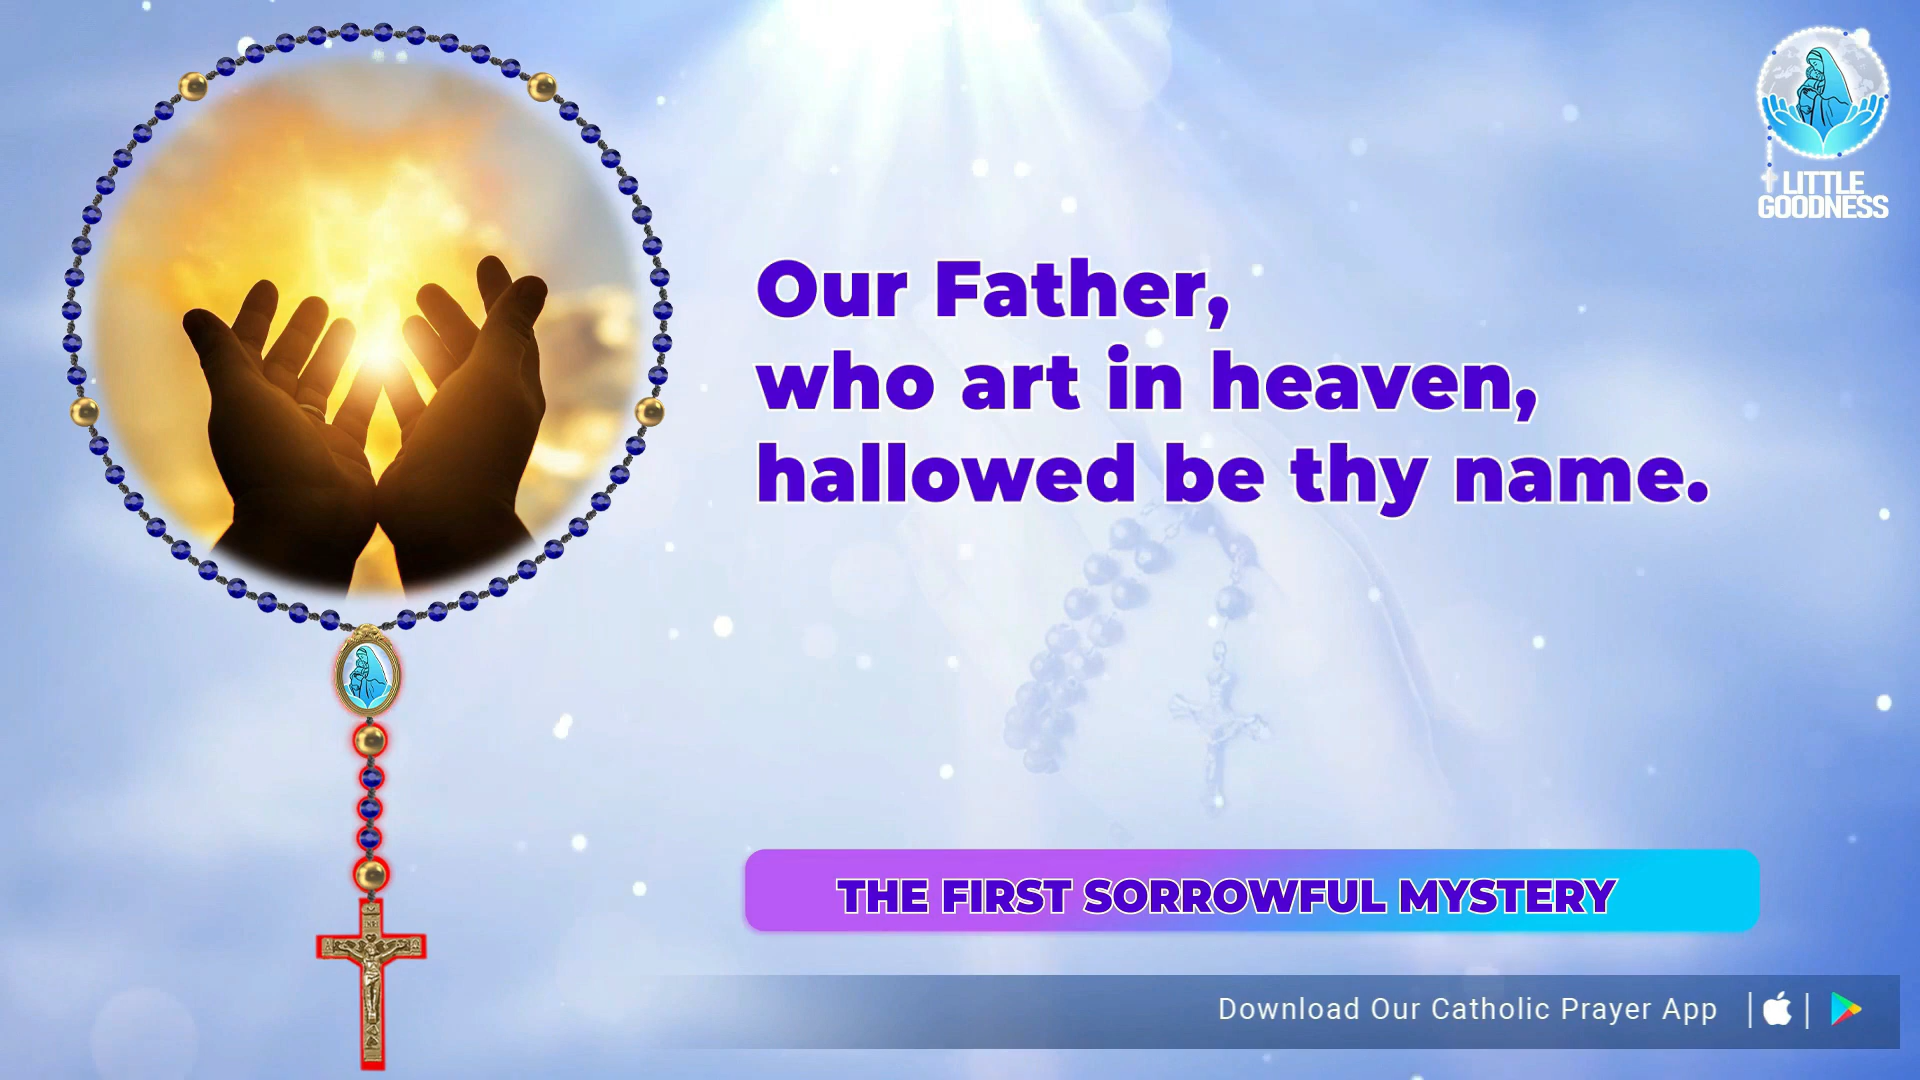 LITTLE
GOODNESS
Our Father,
who art in heaven,
hallowed be thy name.
THE FIRST SORROWFUL MYSTERY
Download Our Catholic Prayer App